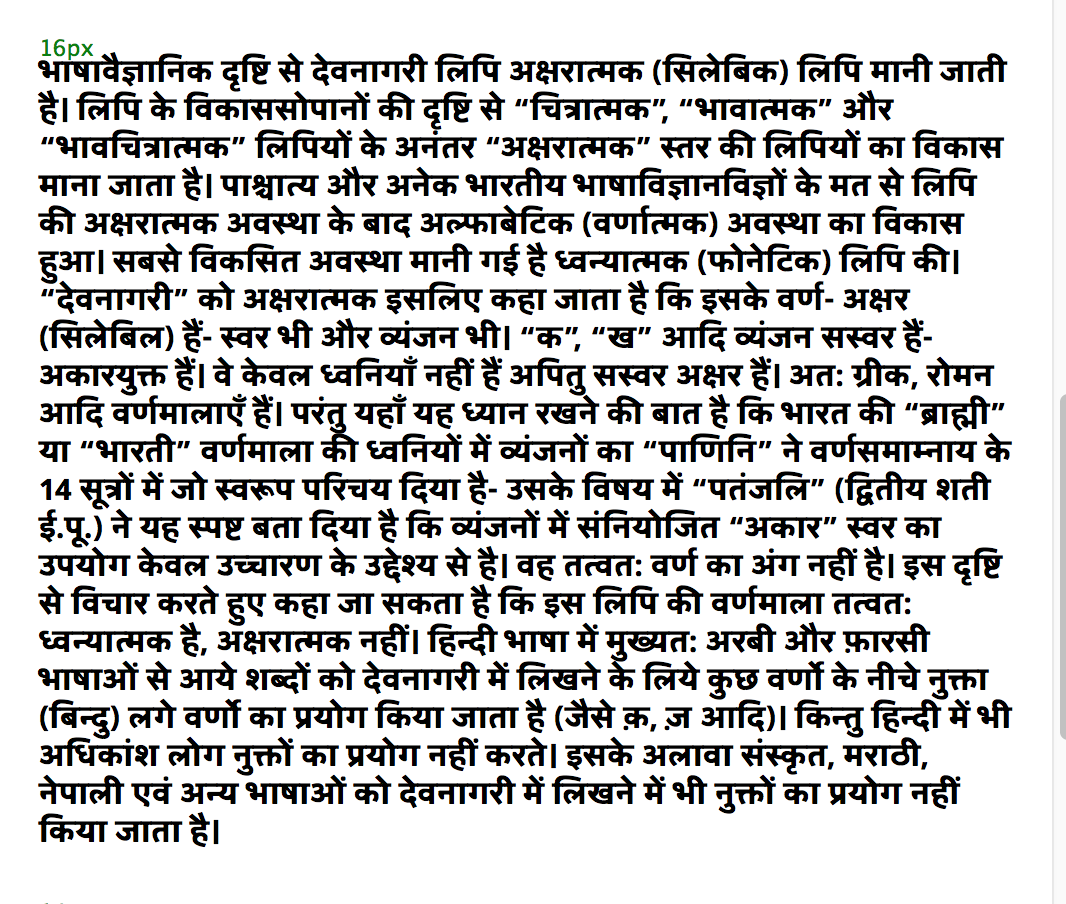 16px
भाषावैज्ञानिक दृष्टि से देवनागरी लिपि अक्षरात्मक (सिलेबिक) लिपि मानी जाती
है। लिपि के विकाससोपानों की दृष्टि से “चित्रात्मक”, “भावात्मक” और
“भावचित्रात्मक” लिपियों के अनंतर “अक्षरात्मक” स्तर की लिपियों का विकास
माना जाता है। पाश्चात्य और अनेक भारतीय भाषाविज्ञानविज्ञों के मत से लिपि
की अक्षरात्मक अवस्था के बाद अल्फाबेटिक (वर्णात्मक) अवस्था का विकास
हुआ। सबसे विकसित अवस्था मानी गई है ध्वन्यात्मक (फोनेटिक) लिपि की।
“देवनागरी” को अक्षरात्मक इसलिए कहा जाता है कि इसके वर्ण- अक्षर
(सिलेबिल) हैं- स्वर भी और व्यंजन भी। “क”, “ख” आदि व्यंजन सस्वर हैं-
अकारयुक्त हैं। वे केवल ध्वनियाँ नहीं हैं अपितु सस्वर अक्षर हैं। अत: ग्रीक, रोमन
आदि वर्णमालाएँ हैं। परंतु यहाँ यह ध्यान रखने की बात है कि भारत की “ब्राह्मी”
या “भारती” वर्णमाला की ध्वनियों में व्यंजनों का “पाणिनि” ने वर्णसमाम्नाय के
14 सूत्रों में जो स्वरूप परिचय दिया है- उसके विषय में “पतंजलि” (द्वितीय शती
ई.पू.) ने यह स्पष्ट बता दिया है कि व्यंजनों में संनियोजित “अकार” स्वर का
उपयोग केवल उच्चारण के उद्देश्य से है। वह तत्वत: वर्ण का अंग नहीं है। इस दृष्टि
से विचार करते हुए कहा जा सकता है कि इस लिपि की वर्णमाला तत्वत:
ध्वन्यात्मक है, अक्षरात्मक नहीं। हिन्दी भाषा में मुख्यत: अरबी और फ़ारसी
भाषाओं से आये शब्दों को देवनागरी में लिखने के लिये कुछ वर्णो के नीचे नुक्ता
(बिन्दु) लगे वर्णो का प्रयोग किया जाता है (जैसे क़, ज़ आदि)। किन्तु हिन्दी में भी
अधिकांश लोग नुक्तों का प्रयोग नहीं करते। इसके अलावा संस्कृत, मराठी,
नेपाली एवं अन्य भाषाओं को देवनागरी में लिखने में भी नुक्तों का प्रयोग नहीं
किया जाता है।